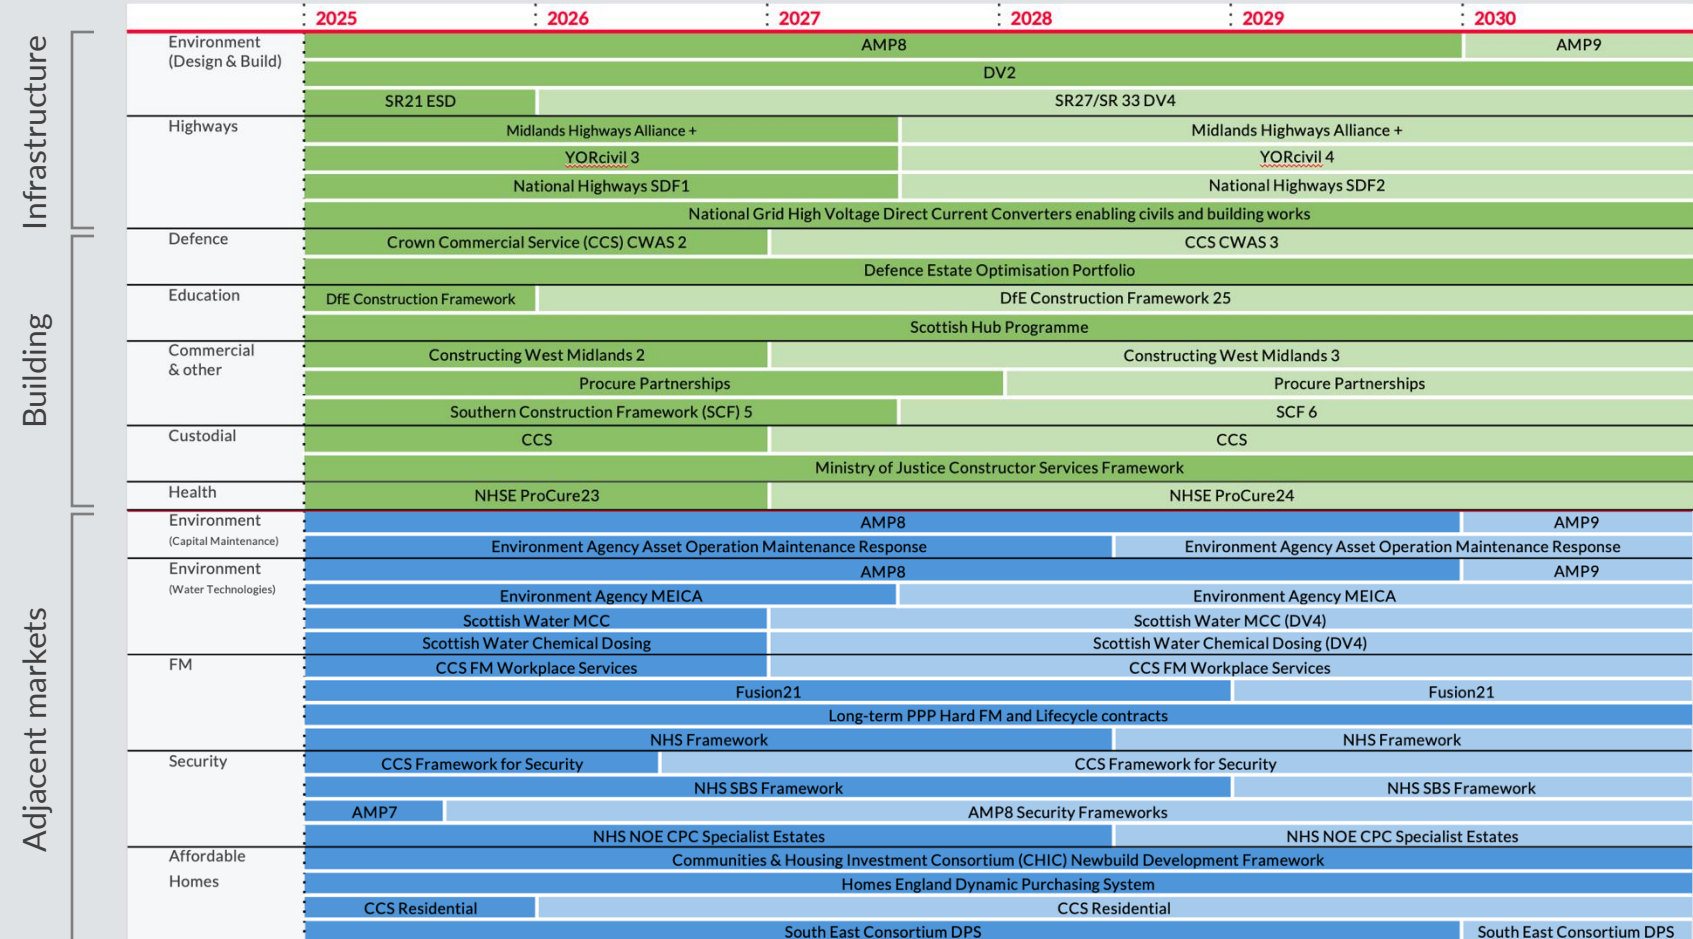 2025 2026 2027 2028 2029 2030
Infrastructure
Environment
(Design & Build)
AMP8 AMP9
DV2
SR21 ESD SR27/SR 33 DV4
Highways
Midlands Highways Alliance + Midlands Highways Alliance +
YORcivil 3 YORcivil 4
National Highways SDF1 National Highways SDF2
National Grid High Voltage Direct Current Converters enabling civils and building works
Building
Defence
Crown Commercial Service (CCS) CWAS 2 CCS CWAS 3
Defence Estate Optimisation Portfolio
Education
DfE Construction Framework DfE Construction Framework 25
Scottish Hub Programme
Commercial
& other
Constructing West Midlands 2 Constructing West Midlands 3
Procure Partnerships Procure Partnerships
Southern Construction Framework (SCF) 5 SCF 6
Custodial
CCS CCS
Ministry of Justice Constructor Services Framework
Health
NHSE ProCure23 NHSE ProCure24
Adjacent markets
Environment
(Capital Maintenance)
AMP8 AMP9
Environment Agency Asset Operation Maintenance Response Environment Agency Asset Operation Maintenance Response
Environment
(Water Technologies)
AMP8 AMP9
Environment Agency MEICA Environment Agency MEICA
Scottish Water MCC Scottish Water MCC (DV4)
Scottish Water Chemical Dosing Scottish Water Chemical Dosing (DV4)
FM
CCS FM Workplace Services CCS FM Workplace Services
Fusion21 Fusion21
Long-term PPP Hard FM and Lifecycle contracts
NHS Framework NHS Framework
Security
CCS Framework for Security CCS Framework for Security
NHS SBS Framework NHS SBS Framework
AMP7 AMP8 Security Frameworks
NHS NOE CPC Specialist Estates NHS NOE CPC Specialist Estates
Affordable
Homes
Communities & Housing Investment Consortium (CHIC) Newbuild Development Framework
Homes England Dynamic Purchasing System
CCS Residential CCS Residential
South East Consortium DPS South East Consortium DPS